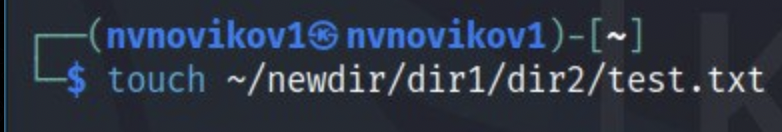 ┌──(nvnovikov1㉿nvnovikov1)-[~]
└─$ touch ~/newdir/dir1/dir2/test.txt